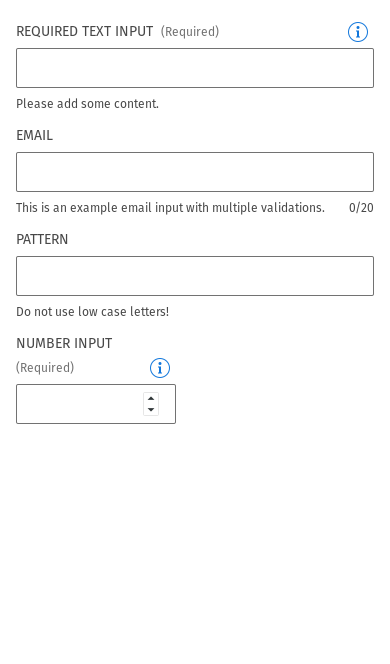 REQUIRED TEXT INPUT (Required)
Please add some content.
EMAIL
This is an example email input with multiple validations. 0/20
PATTERN
Do not use low case letters!
NUMBER INPUT
(Required)